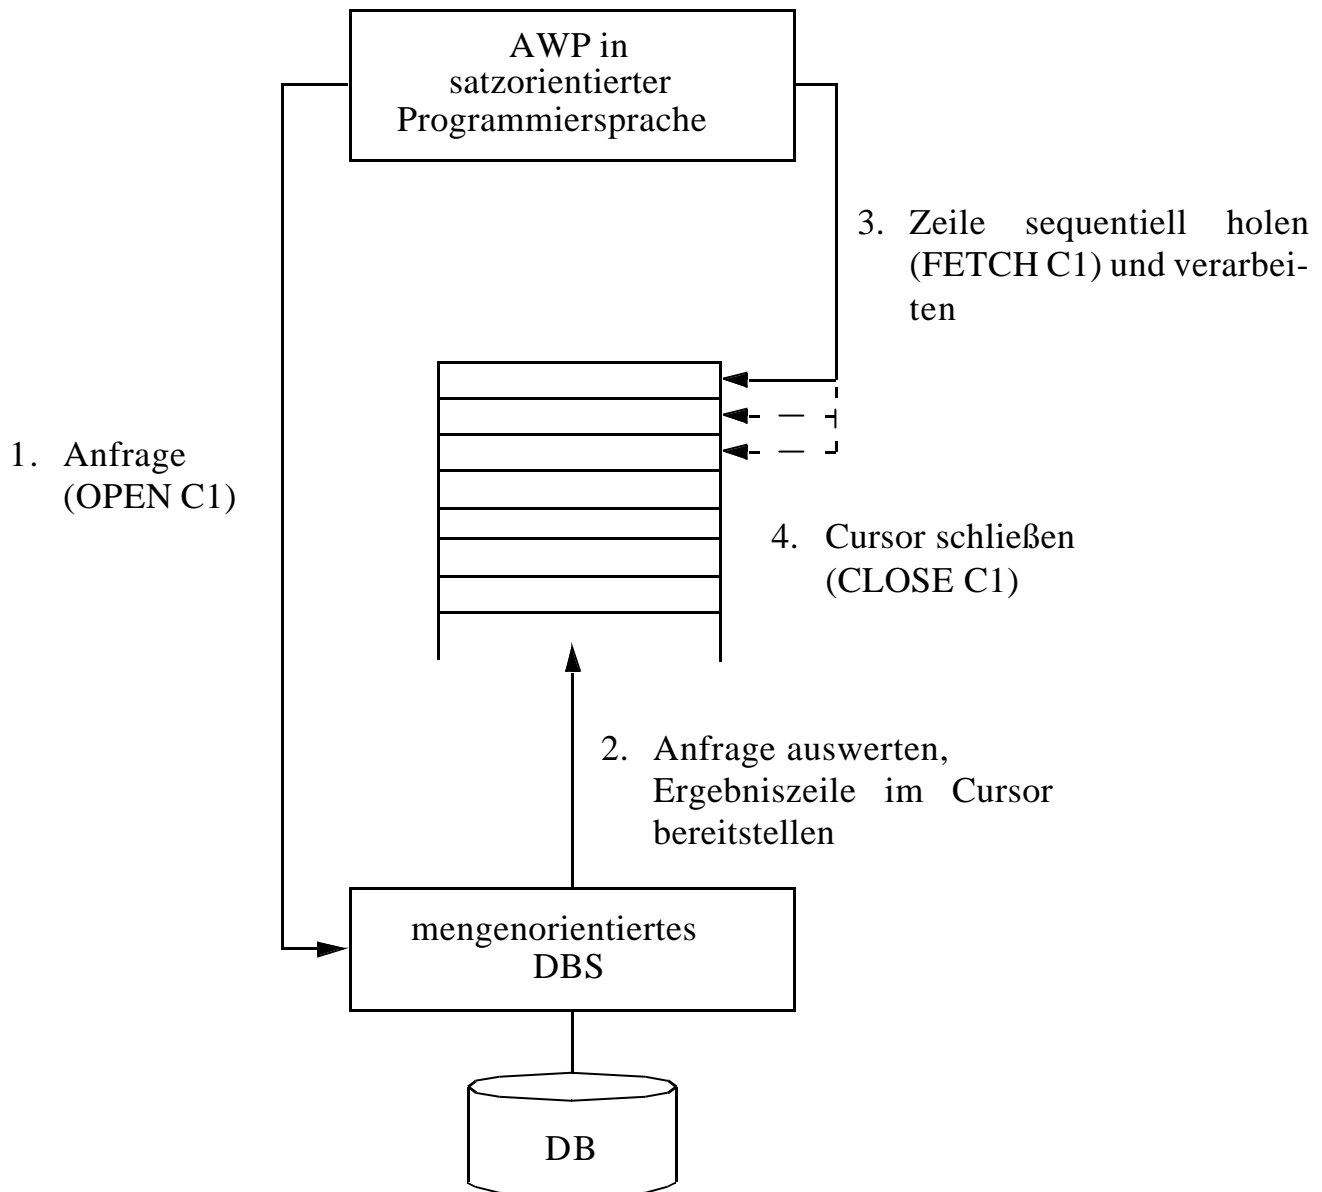 AWP in
satzorientierter
Programmiersprache
3. Zeile sequentiell holen
(FETCH C1) und verarbei-
ten
1. Anfrage
(OPEN C1)
4. Cursor schließen
(CLOSE C1)
2. Anfrage auswerten,
Ergebniszeile im Cursor
bereitstellen
mengenorientiertes
DBS
DB